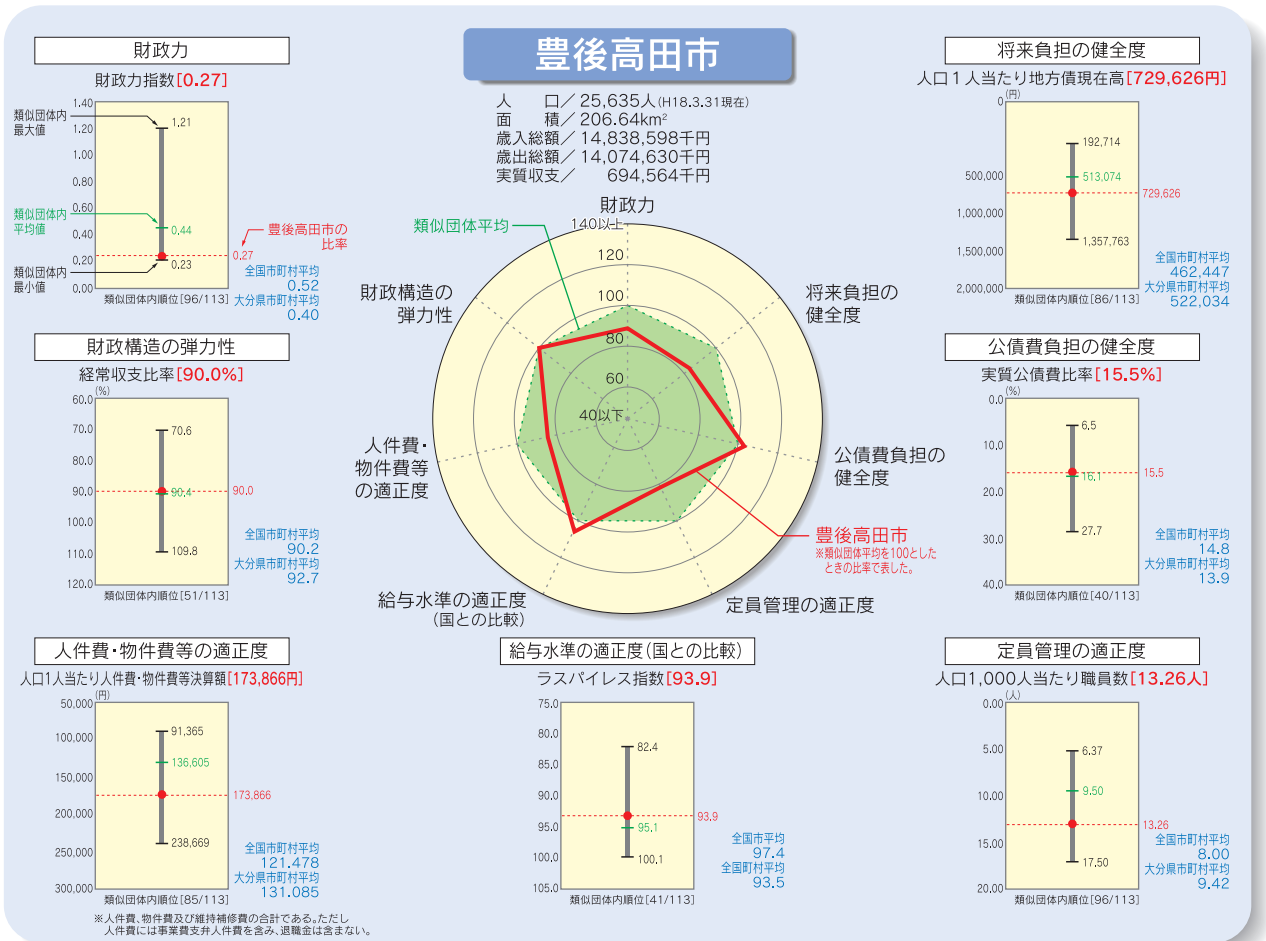 豊後高田市
人　　口／ 25,635人(H18.3.31現在)
面　　積／ 206.64km²
歳入総額／ 14,838,598千円
歳出総額／ 14,074,630千円
実質収支／ 694,564千円
財政力
財政力指数[0.27]
1.40
1.20
1.00
0.80
0.60
0.40
0.20
0.00
類似団体内
最大値
類似団体内
平均値
類似団体内
最小値
1.21
0.44
0.23
0.27
豊後高田市の
比率
全国市町村平均
0.52
大分県市町村平均
0.40
類似団体内順位[96/113]
財政構造の弾力性
経常収支比率[90.0%]
(%)
60.0
70.0
80.0
90.0
100.0
110.0
120.0
70.6
90.4
109.8
90.0
全国市町村平均
90.2
大分県市町村平均
92.7
類似団体内順位[51/113]
人件費・物件費等の適正度
人口1人当たり人件費・物件費等決算額[173,866円]
(円)
50,000
100,000
150,000
200,000
250,000
300,000
91,365
136,605
238,669
173,866
全国市町村平均
121.478
大分県市町村平均
131.085
類似団体内順位[85/113]
※人件費、物件費及び維持補修費の合計である。ただし
人件費には事業費支弁人件費を含み、退職金は含まない。
財政力
140以上
120
100
80
60
40以下
類似団体平均
財政構造の
弾力性
将来負担の
健全度
人件費・
物件費等
の適正度
公債費負担の
健全度
給与水準の適正度
(国との比較)
定員管理の適正度
豊後高田市
※類似団体平均を100とした
ときの比率で表した。
給与水準の適正度(国との比較)
ラスパイレス指数[93.9]
75.0
80.0
85.0
90.0
95.0
100.0
105.0
82.4
95.1
100.1
93.9
全国市平均
97.4
全国町村平均
93.5
類似団体内順位[41/113]
将来負担の健全度
人口1人当たり地方債現在高[729,626円]
(円)
0
500,000
1,000,000
1,500,000
2,000,000
192,714
513,074
1,357,763
729,626
全国市町村平均
462,447
大分県市町村平均
522,034
類似団体内順位[86/113]
公債費負担の健全度
実質公債費比率[15.5%]
(%)
0.0
10.0
20.0
30.0
40.0
6.5
16.1
27.7
15.5
全国市町村平均
14.8
大分県市町村平均
13.9
類似団体内順位[40/113]
定員管理の適正度
人口1,000人当たり職員数[13.26人]
(人)
0.00
5.00
10.00
15.00
20.00
6.37
9.50
17.50
13.26
全国市町村平均
8.00
大分県市町村平均
9.42
類似団体内順位[96/113]